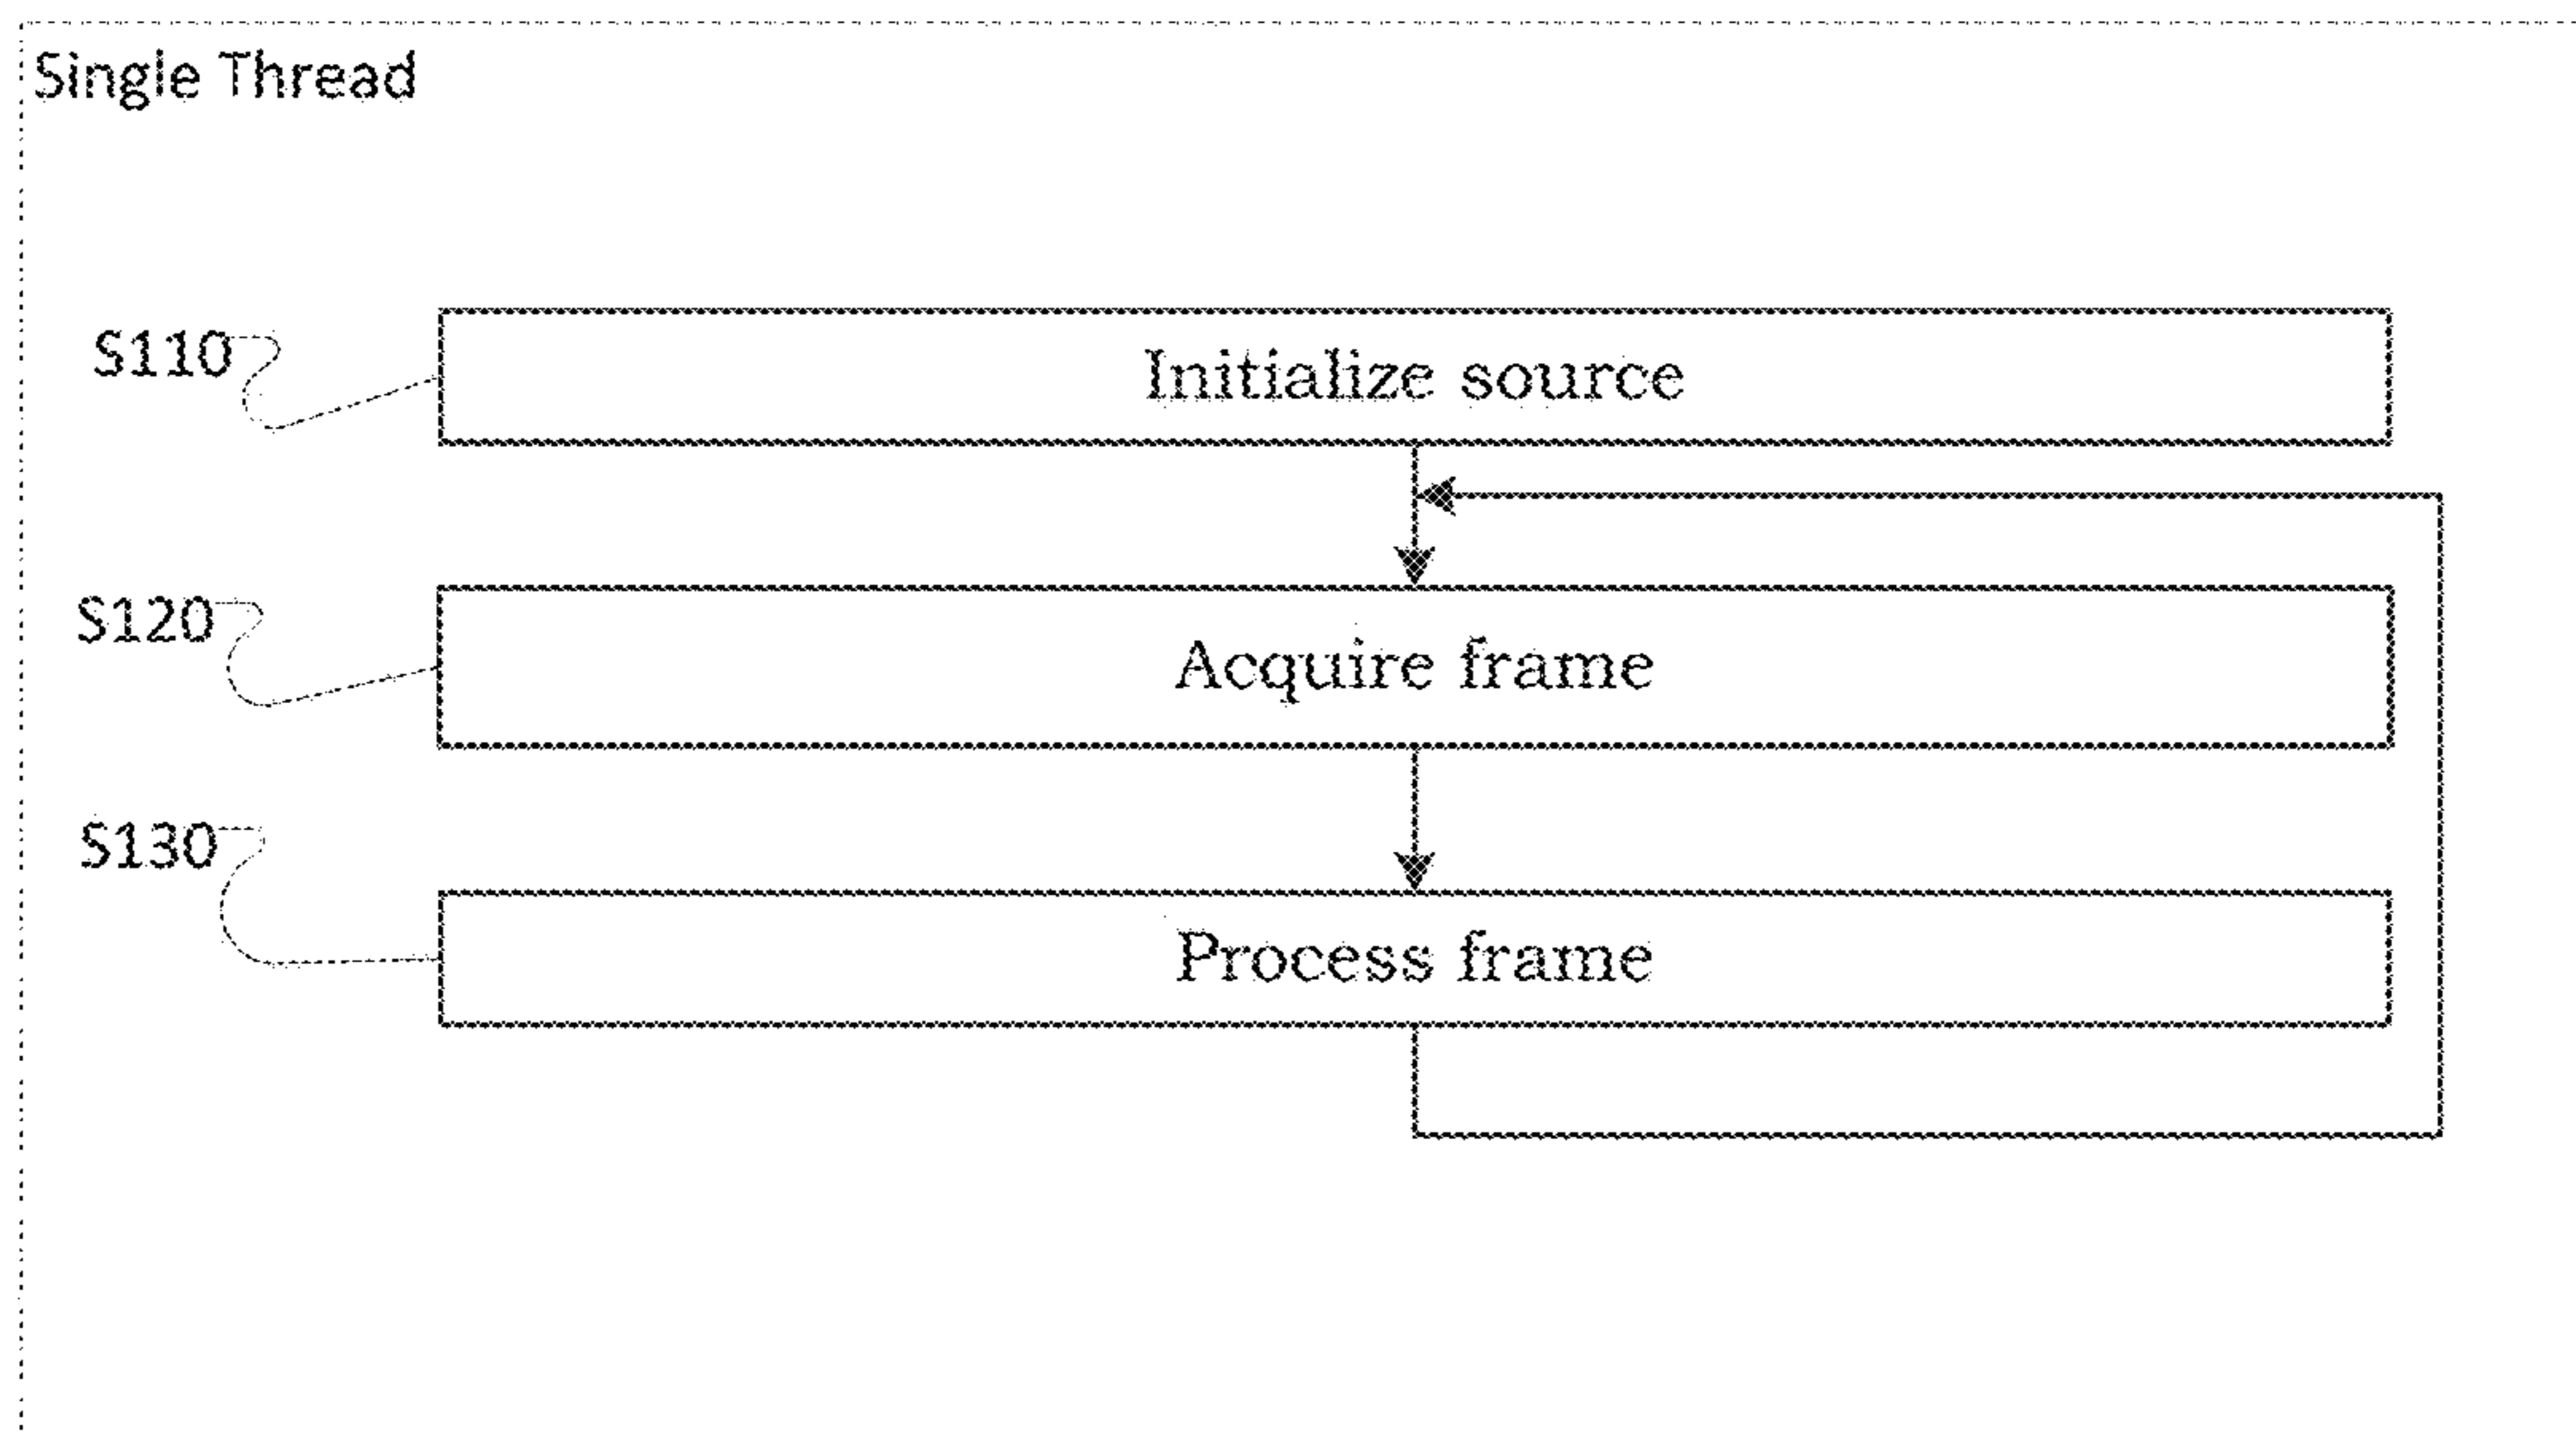 Single Thread
S110
Initialize source
S120
Acquire frame
S130
Process frame